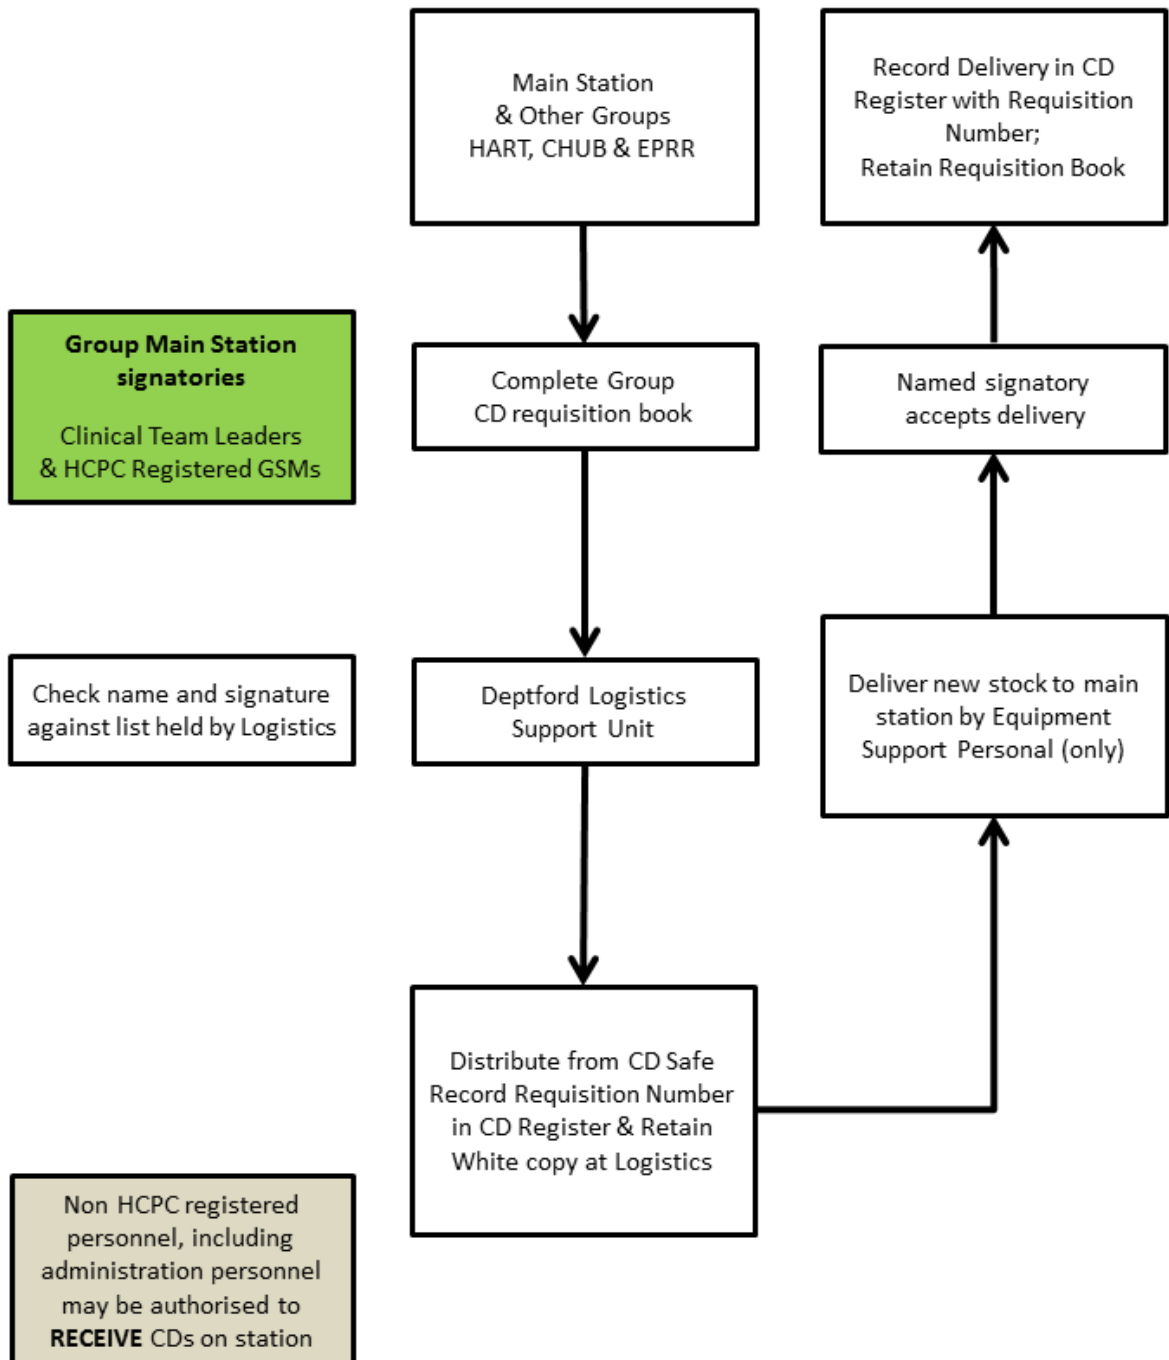 Main Station
& Other Groups
HART, CHUB & EPRR
Record Delivery in CD
Register with Requisition
Number;
Retain Requisition Book
Group Main Station
signatories
Clinical Team Leaders
& HCPC Registered GSMs
Complete Group
CD requisition book
Named signatory
accepts delivery
Check name and signature
against list held by Logistics
Deptford Logistics
Support Unit
Deliver new stock to main
station by Equipment
Support Personal (only)
Distribute from CD Safe
Record Requisition Number
in CD Register & Retain
White copy at Logistics
Non HCPC registered
personnel, including
administration personnel
may be authorised to
RECEIVE CDs on station